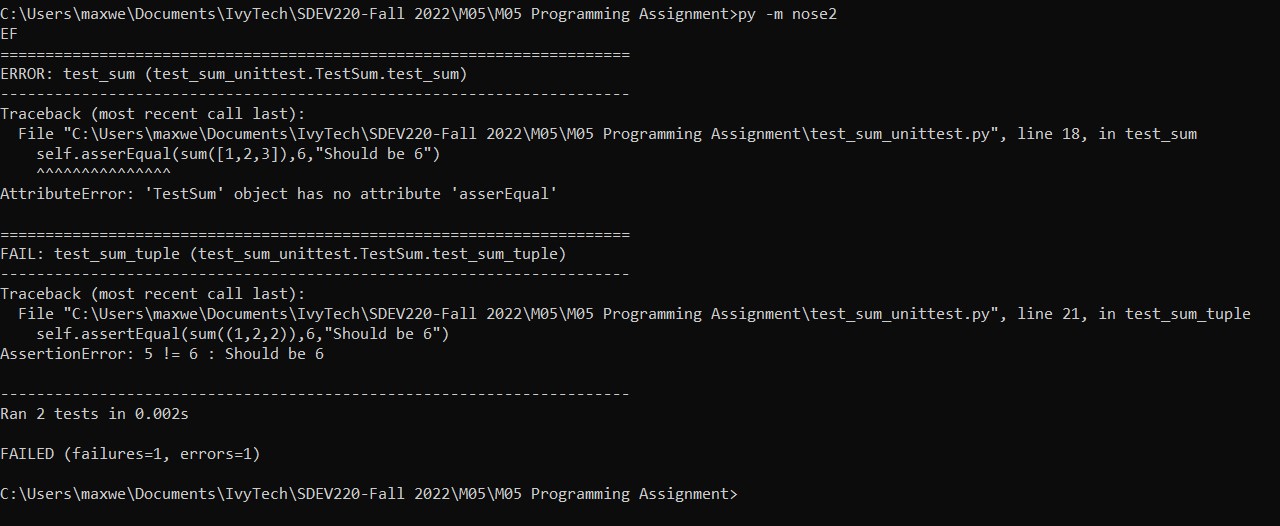 C:\Users\maxwe\Documents\IvyTech\SDEV220-Fall 2022\M05\M05 Programming Assignment>py -m nose2
EF
======================================================================
ERROR: test_sum (test_sum_unittest.TestSum.test_sum)
----------------------------------------------------------------------
Traceback (most recent call last):
  File "C:\Users\maxwe\Documents\IvyTech\SDEV220-Fall 2022\M05\M05 Programming Assignment\test_sum_unittest.py", line 18, in test_sum
    self.asserEqual(sum([1,2,3]),6,"Should be 6")
    ^^^^^^^^^^^^^^^
AttributeError: 'TestSum' object has no attribute 'asserEqual'

======================================================================
FAIL: test_sum_tuple (test_sum_unittest.TestSum.test_sum_tuple)
----------------------------------------------------------------------
Traceback (most recent call last):
  File "C:\Users\maxwe\Documents\IvyTech\SDEV220-Fall 2022\M05\M05 Programming Assignment\test_sum_unittest.py", line 21, in test_sum_tuple
    self.assertEqual(sum((1,2,2)),6,"Should be 6")
AssertionError: 5 != 6 : Should be 6

----------------------------------------------------------------------
Ran 2 tests in 0.002s

FAILED (failures=1, errors=1)

C:\Users\maxwe\Documents\IvyTech\SDEV220-Fall 2022\M05\M05 Programming Assignment>